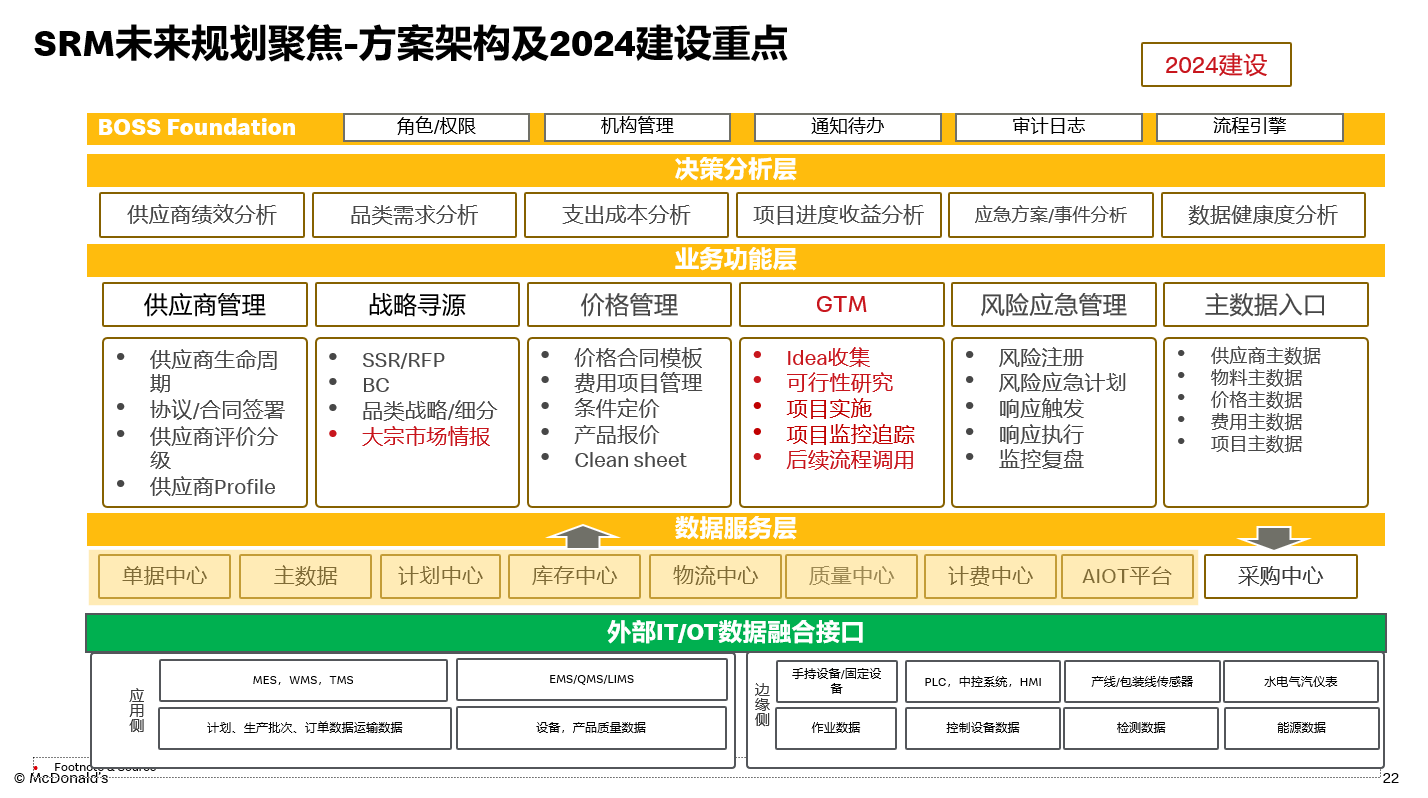 SRM未来规划聚焦-方案架构及2024建设重点
2024建设
BOSS Foundation
角色/权限
机构管理
通知待办
审计日志
流程引擎
决策分析层
供应商绩效分析
品类需求分析
支出成本分析
项目进度收益分析
应急方案/事件分析
数据健康度分析
业务功能层
供应商管理
战略寻源
价格管理
GTM
风险应急管理
主数据入口
• 供应商生命周
期
• 协议/合同签署
• 供应商评价分
级
• 供应商Profile
• SSR/RFP
• BC
• 品类战略/细分
• 大宗市场情报
• 价格合同模板
• 费用项目管理
• 条件定价
• 产品报价
• Clean sheet
• Idea收集
• 可行性研究
• 项目实施
• 项目监控追踪
• 后续流程调用
• 风险注册
• 风险应急计划
• 响应触发
• 响应执行
• 监控复盘
• 供应商主数据
• 物料主数据
• 价格主数据
• 费用主数据
• 项目主数据
数据服务层
单据中心
主数据
计划中心
库存中心
物流中心
质量中心
计费中心
AIOT平台
采购中心
外部IT/OT数据融合接口
应用侧
MES，WMS，TMS
EMS/QMS/LIMS
计划、生产批次、订单数据运输数据
设备，产品质量数据
边缘侧
手持设备/固定设
备
PLC，中控系统，HMI
产线/包装线传感器
水电气汽仪表
作业数据
控制设备数据
检测数据
能源数据
• Footnote & Source
© McDonald's
22